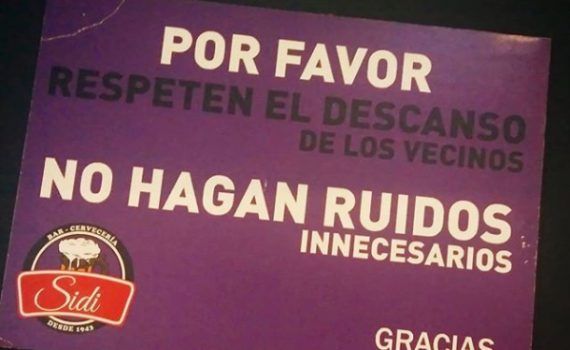 POR FAVOR
RESPETEN EL DESCANSO
DE LOS VECINOS
NO HAGAN RUIDOS
INNECESARIOS
BAR - CERVECERÍA
Sidi
DESDE 1943
GRACIAS